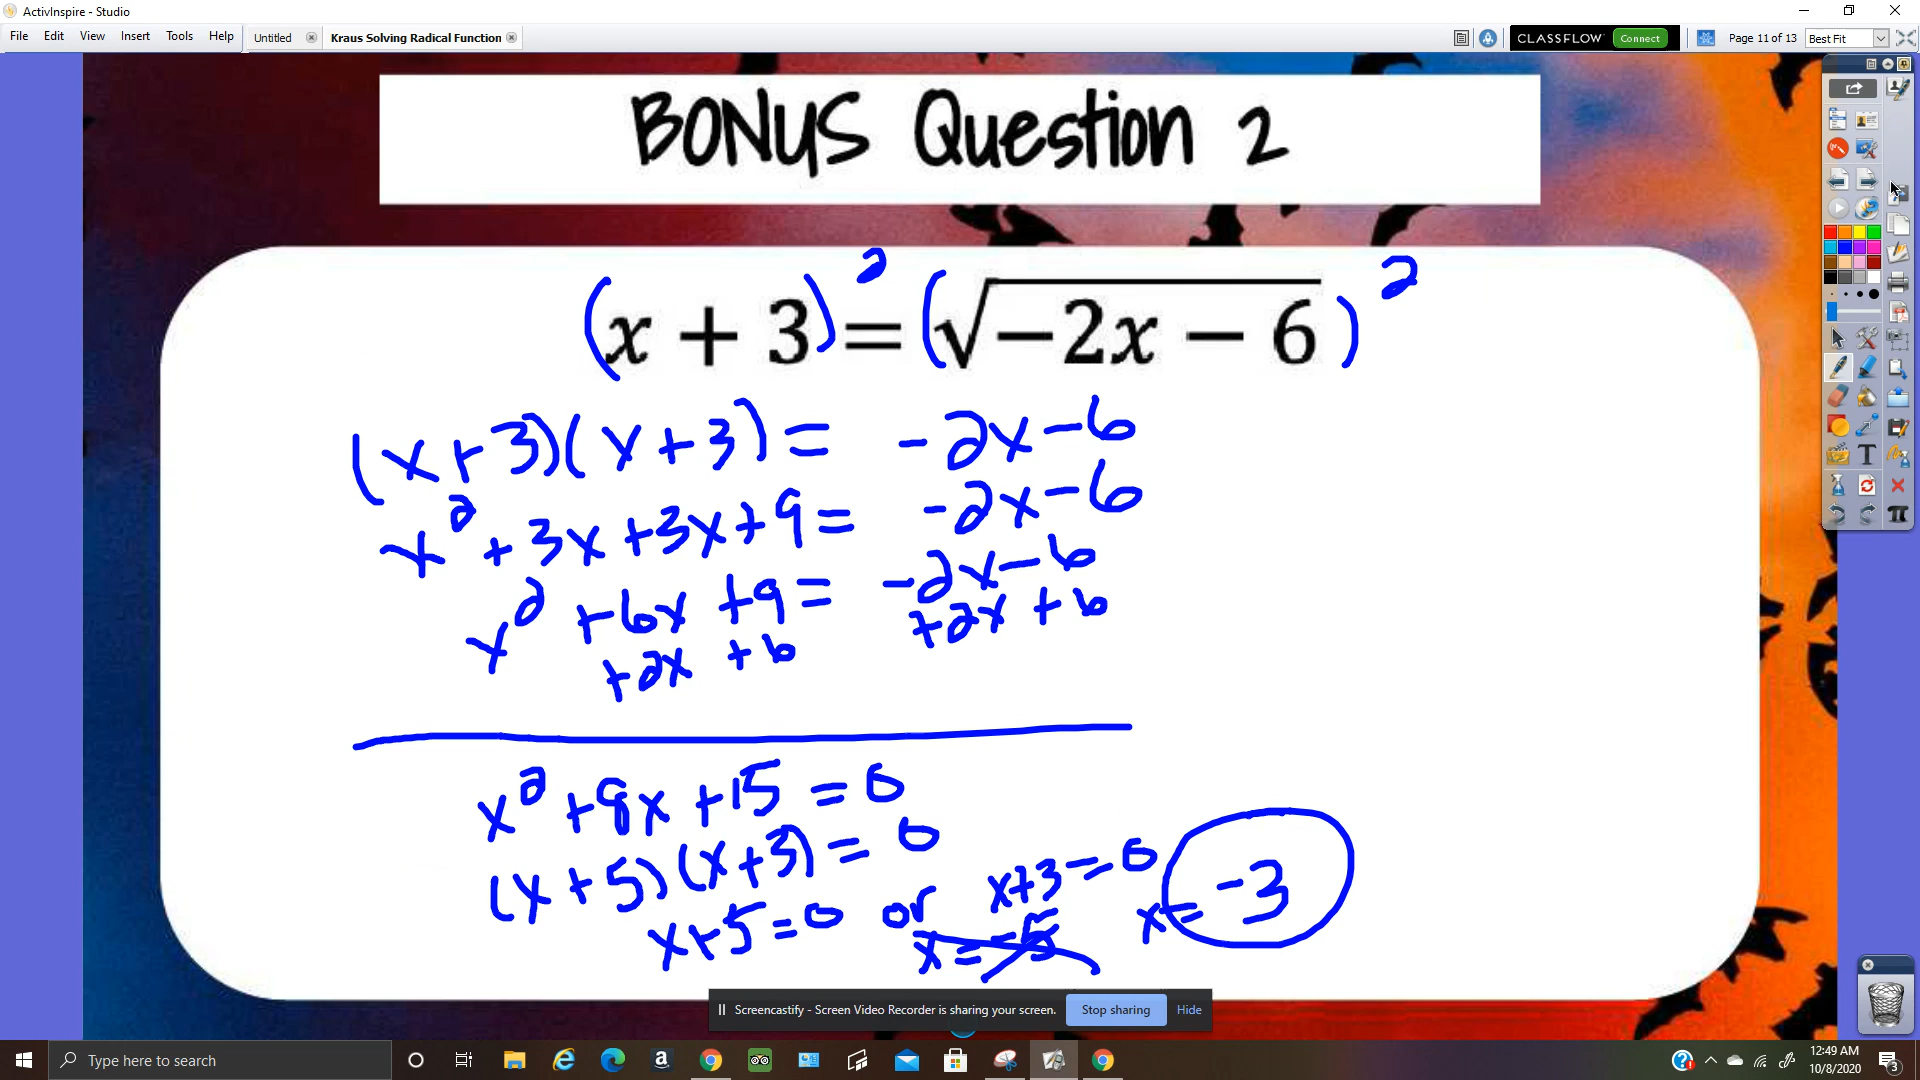 ActivInspire - Studio
File Edit View Insert Tools Help Untitled Kraus Solving Radical Function CLASSFLOW Connect Page 11 of 13 Best Fit
BONUS Question 2
(x + 3)² = (√−2x − 6)²
(x+3)(x+3) = -2x-6
x² + 3x + 3x + 9 = -2x-6
x² + 6x + 9 = -2x-6
+2x +6 +2x +6
x² + 8x + 15 = 0
(x+5)(x+3) = 0
x+5=0 or x+3=0
x = -5 x = -3
Screencastify - Screen Video Recorder is sharing your screen. Stop sharing Hide
Type here to search
12:49 AM
10/8/2020
3